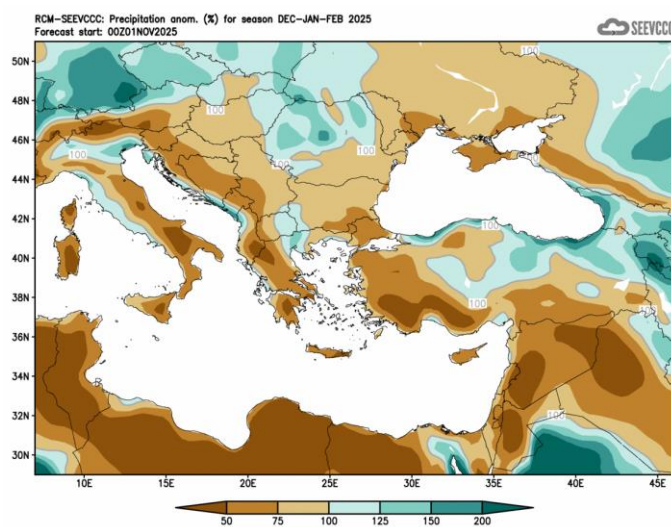 RCM-SEEVCCC: Precipitation anom. (%) for season DEC-JAN-FEB 2025
Forecast start: 00Z01NOV2025
SEEVCCC
50N
48N
46N
44N
42N
40N
38N
36N
34N
32N
30N
100
100
100
100
100
100
100
100
100
10E 15E 20E 25E 30E 35E 40E 45E
50 75 100 125 150 200